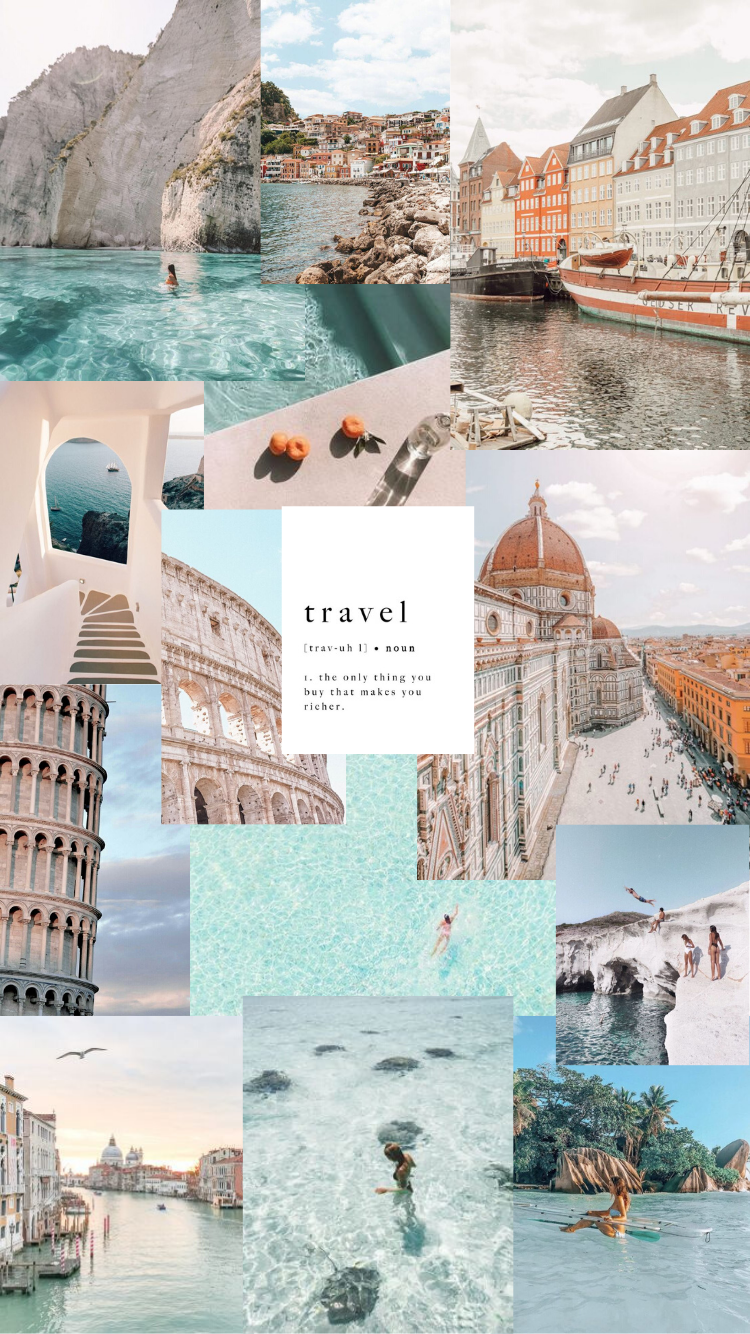 travel
[trav-uh l] • noun
1. the only thing you
buy that makes you
richer.